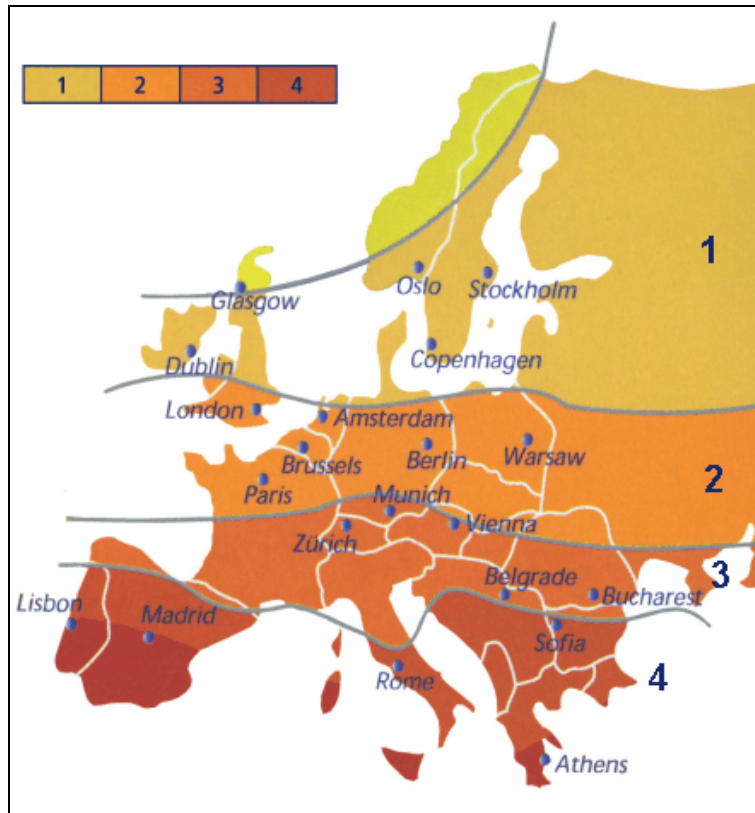 1 2 3 4
1
Oslo
Stockholm
Glasgow
Dublin
Copenhagen
London
Amsterdam
Brussels
Berlin
Warsaw
Paris
2
Munich
Vienna
Zürich
3
Belgrade
Bucharest
Lisbon
Madrid
Sofia
Rome
4
Athens